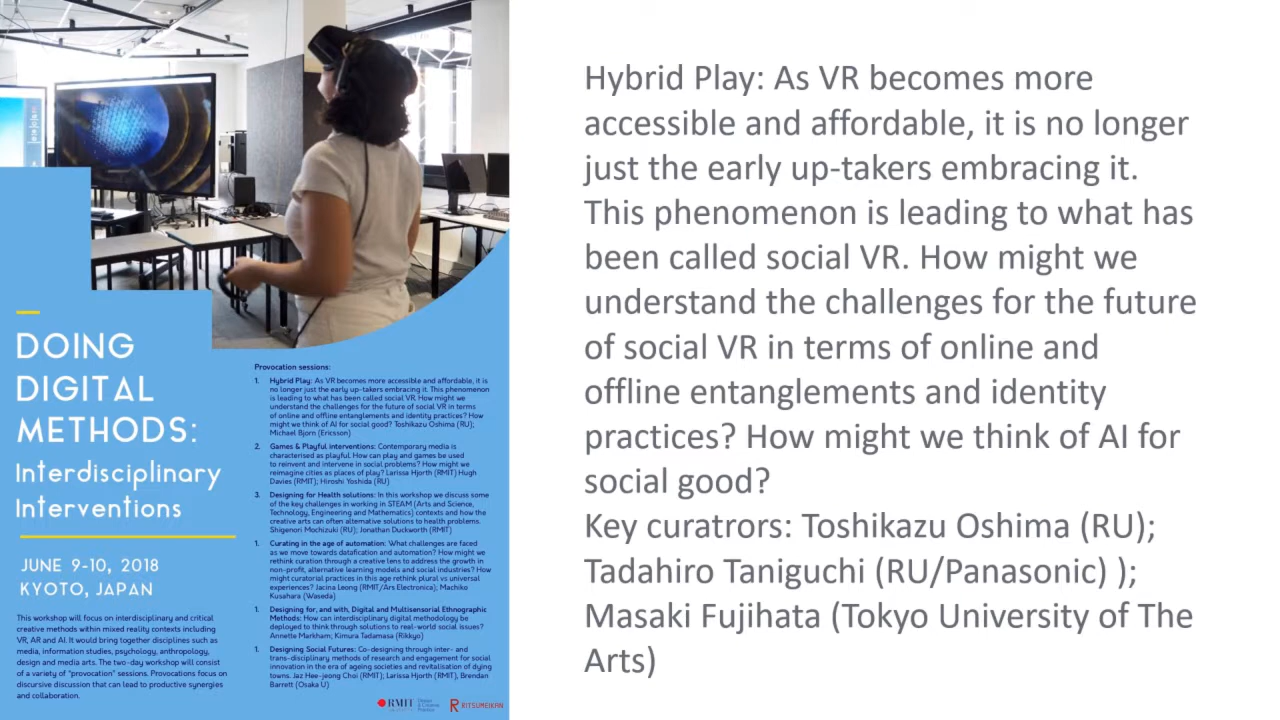 DOING
DIGITAL
METHODS:
Interdisciplinary
Interventions
JUNE 9-10, 2018
KYOTO, JAPAN
This workshop will focus on interdisciplinary and critical
creative methods within mixed reality contexts including
VR, AR and AI. It would bring together disciplines such as
media, information studies, psychology, anthropology,
design and media arts. The two-day workshop will consist
of a variety of "provocation" sessions. Provocations focus on
discursive discussion that can lead to productive synergies
and collaboration.
Provocation sessions:
1. Hybrid Play: As VR becomes more accessible and affordable, it is
no longer just the early up-takers embracing it. This phenomenon
is leading to what has been called social VR. How might we
understand the challenges for the future of social VR in terms
of online and offline entanglements and identity practices? How
might we think of AI for social good? Toshikazu Oshima (RU);
Michael Bjorn (Ericsson)
2. Games & Playful interventions: Contemporary media is
characterised as playful. How can play and games be used
to reinvent and intervene in social problems? How might we
reimagine cities as places of play? Larissa Hjorth (RMIT) Hugh
Davies (RMIT); Hiroshi Yoshida (RU)
3. Designing for Health solutions: In this workshop we discuss some
of the key challenges in working in STEAM (Arts and Science,
Technology, Engineering and Mathematics) contexts and how the
creative arts can often alternative solutions to health problems.
Shigenori Mochizuki (RU); Jonathan Duckworth (RMIT)
1. Curating in the age of automation: What challenges are faced
as we move towards datafication and automation? How might we
rethink curation through a creative lens to address the growth in
non-profit, alternative learning models and social industries? How
might curatorial practices in this age rethink plural vs universal
experiences? Jacina Leong (RMIT/Ars Electronica); Machiko
Kusahara (Waseda)
1. Designing for, and with, Digital and Multisensorial Ethnographic
Methods: How can interdisciplinary digital methodology be
deployed to think through solutions to real-world social issues?
Annette Markham; Kimura Tadamasa (Rikkyo)
1. Designing Social Futures: Co-designing through inter- and
trans-disciplinary methods of research and engagement for social
innovation in the era of ageing societies and revitalisation of dying
towns. Jaz Hee-jeong Choi (RMIT); Larissa Hjorth (RMIT), Brendan
Barrett (Osaka U)
RMIT
RITSUMEIKAN
Hybrid Play: As VR becomes more
accessible and affordable, it is no longer
just the early up-takers embracing it.
This phenomenon is leading to what has
been called social VR. How might we
understand the challenges for the future
of social VR in terms of online and
offline entanglements and identity
practices? How might we think of AI for
social good?
Key curatrors: Toshikazu Oshima (RU);
Tadahiro Taniguchi (RU/Panasonic) );
Masaki Fujihata (Tokyo University of The
Arts)